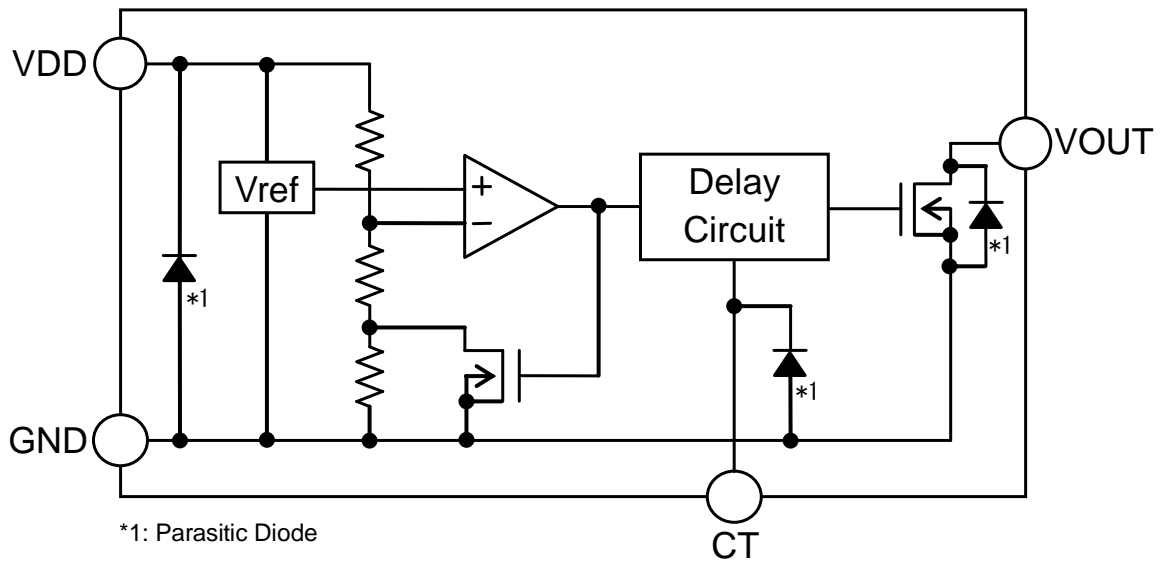 VDD
VOUT
Vref
+
−
Delay
Circuit
*1
*1
*1
GND
CT
*1: Parasitic Diode